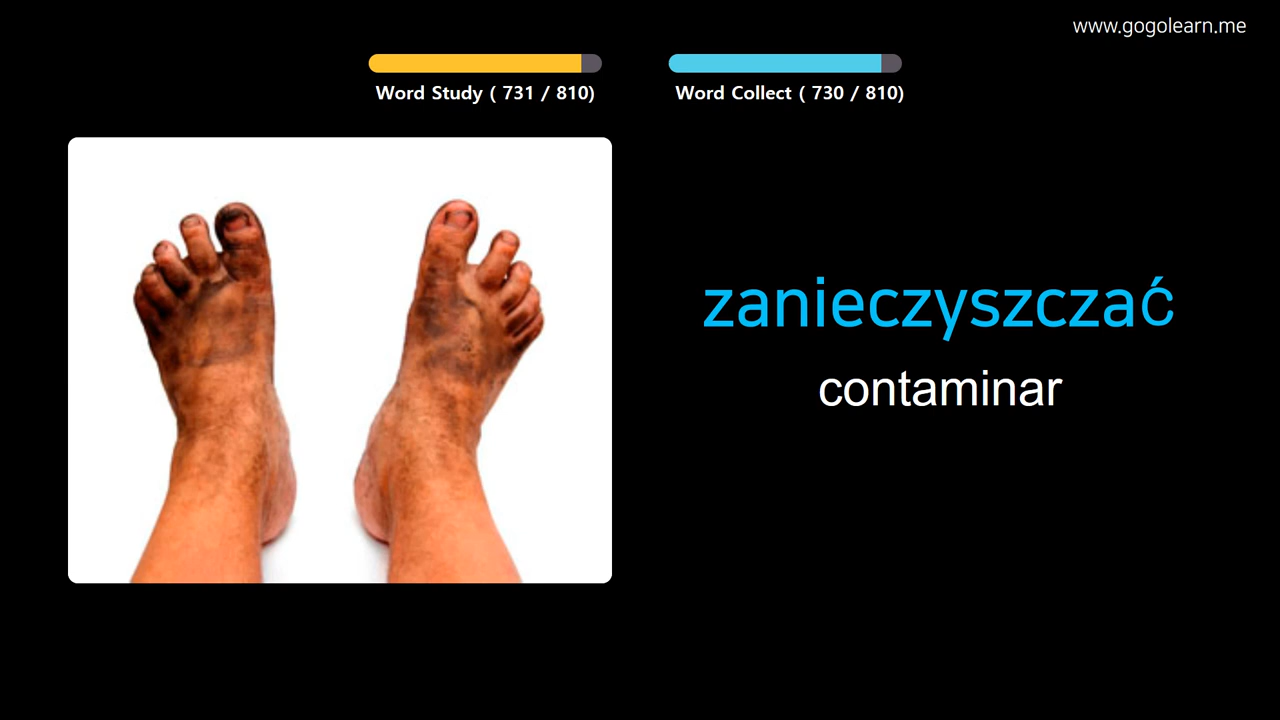 www.gogolearn.me
Word Study ( 731 / 810)
Word Collect ( 730 / 810)
zanieczyszczać
contaminar